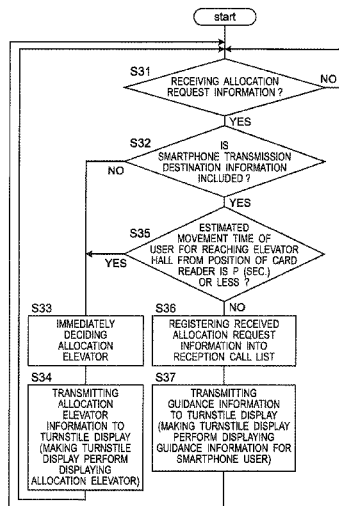 start
S31
RECEIVING ALLOCATION
REQUEST INFORMATION ?
NO
YES
S32
IS
SMARTPHONE TRANSMISSION
DESTINATION INFORMATION
INCLUDED ?
NO
YES
S35
ESTIMATED
MOVEMENT TIME OF
USER FOR REACHING ELEVATOR
HALL FROM POSITION OF CARD
READER IS P (SEC.)
OR LESS ?
YES
NO
S33
IMMEDIATELY
DECIDING
ALLOCATION
ELEVATOR
S36
REGISTERING RECEIVED
ALLOCATION REQUEST
INFORMATION INTO
RECEPTION CALL LIST
S34
TRANSMITTING
ALLOCATION
ELEVATOR
INFORMATION TO
TURNSTILE DISPLAY
(MAKING TURNSTILE
DISPLAY PERFORM
DISPLAYING
ALLOCATION ELEVATOR)
S37
TRANSMITTING
GUIDANCE INFORMATION
TO TURNSTILE DISPLAY
(MAKING TURNSTILE DISPLAY
PERFORM DISPLAYING
GUIDANCE INFORMATION FOR
SMARTPHONE USER)